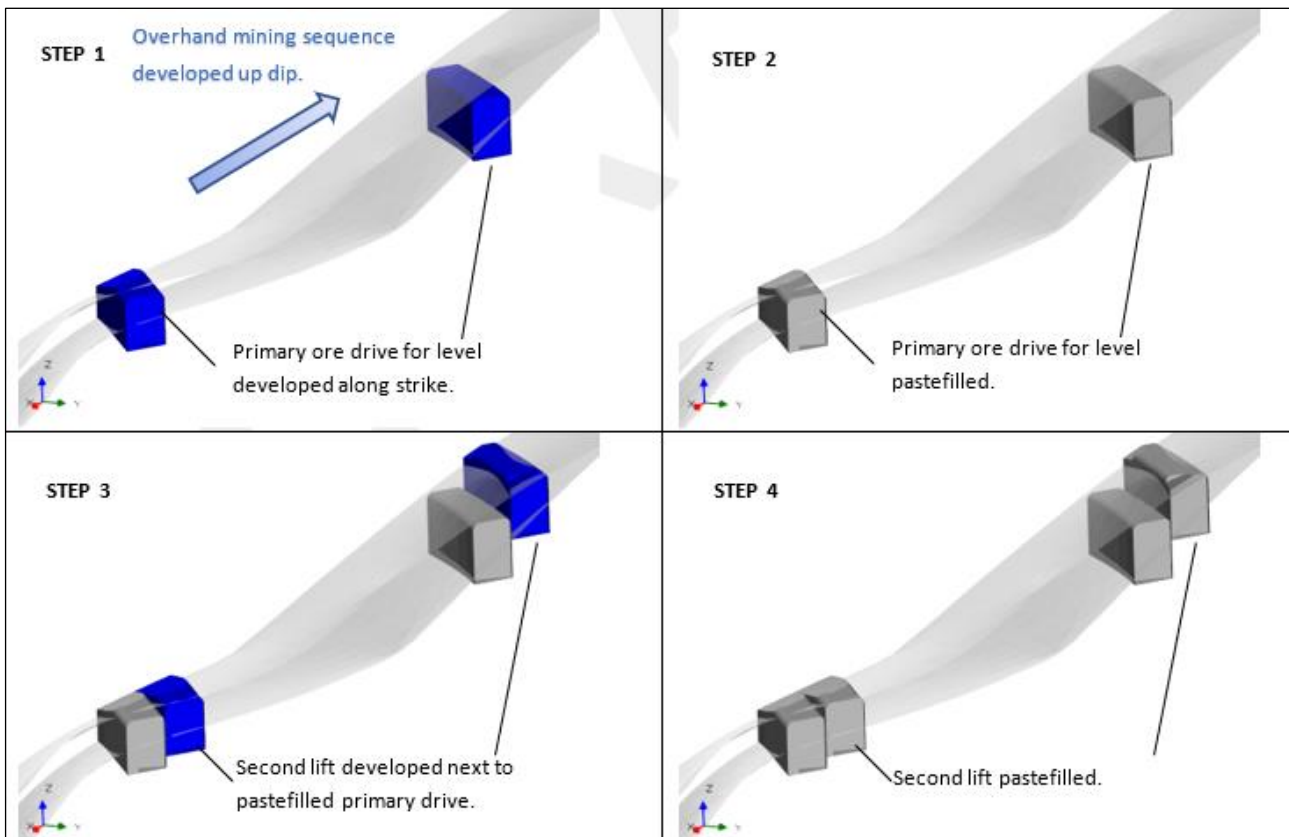 STEP 1
Overhand mining sequence
developed up dip.
Primary ore drive for level
developed along strike.
Z
X
Y
STEP 2
Primary ore drive for level
pastefilled.
Z
X
Y
STEP 3
Second lift developed next to
pastefilled primary drive.
Z
X
Y
STEP 4
Second lift pastefilled.
Z
X
Y